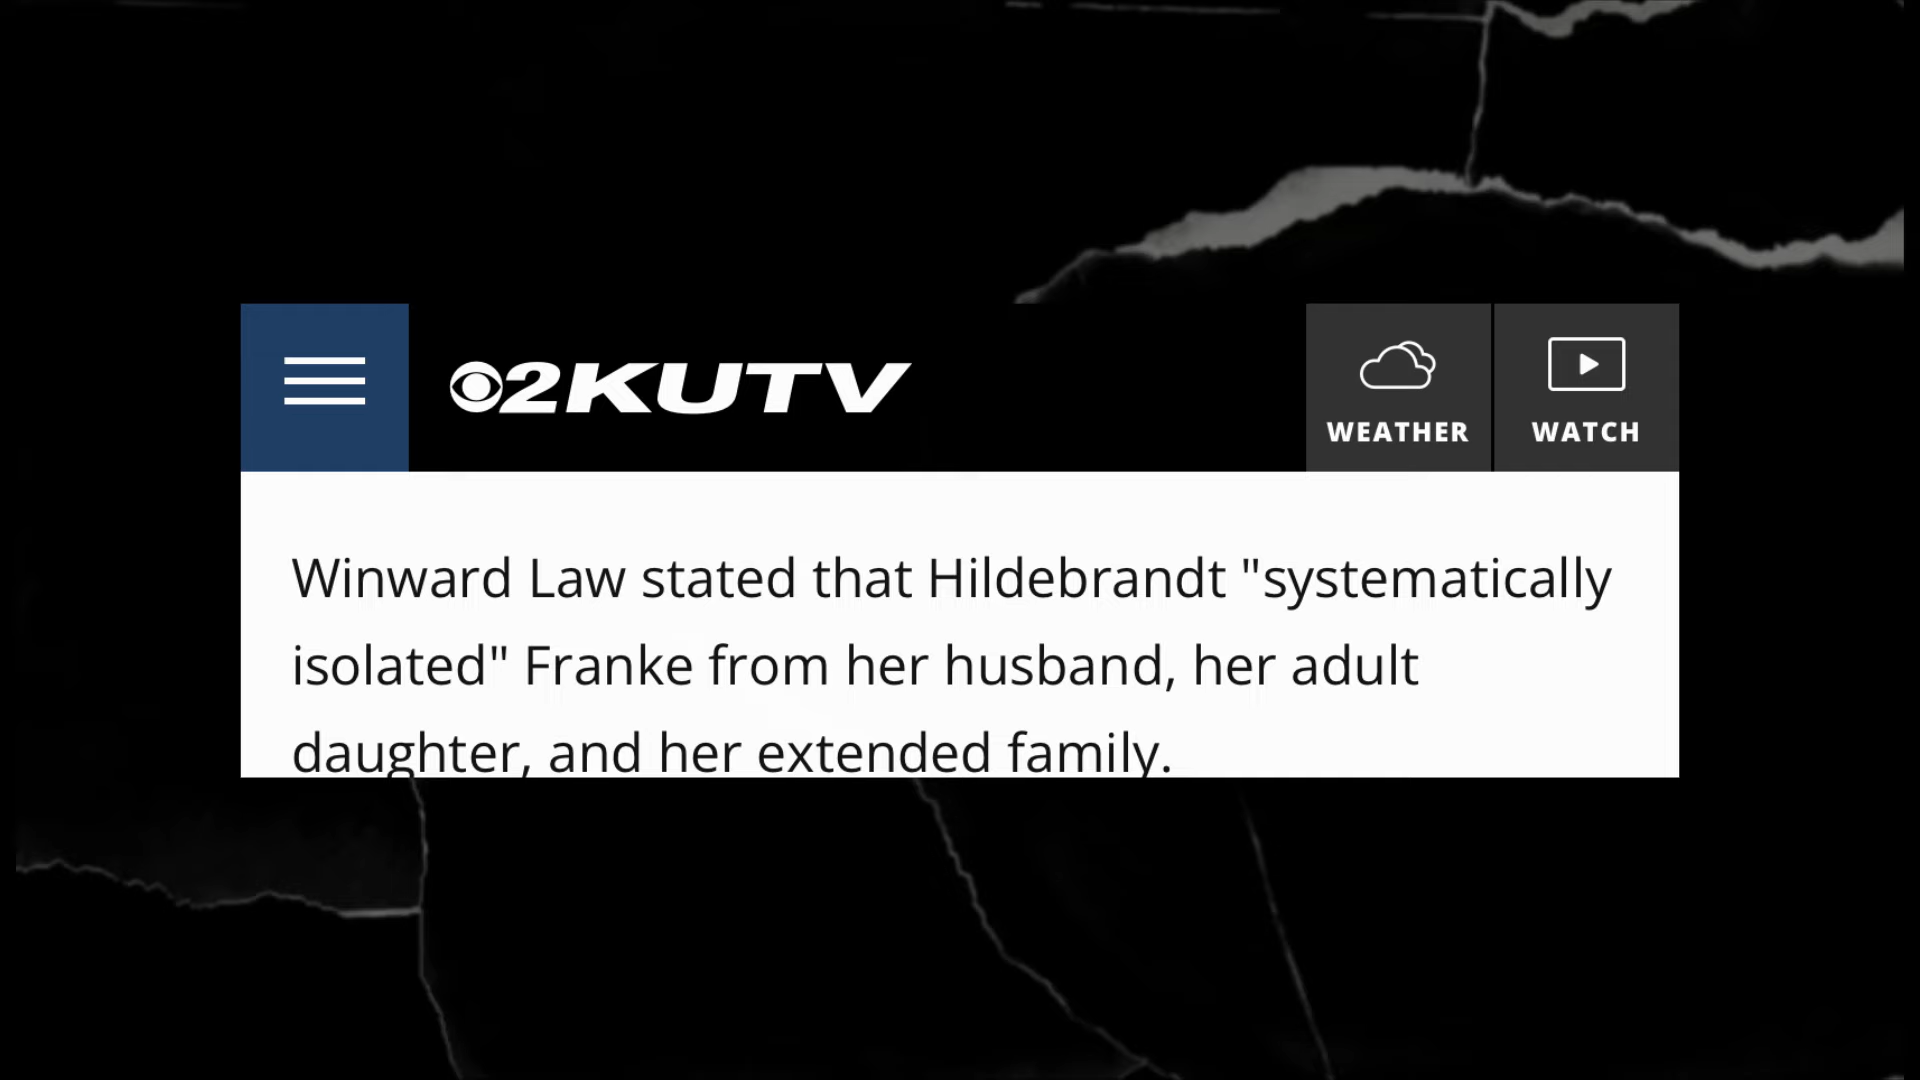 2KUTV
WEATHER
WATCH
Winward Law stated that Hildebrandt "systematically
isolated" Franke from her husband, her adult
daughter, and her extended family.